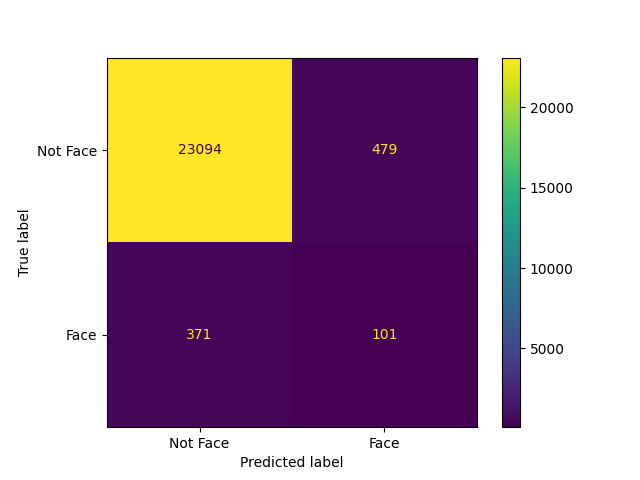 Not Face
Face
True label
23094
479
371
101
Not Face
Face
Predicted label
20000
15000
10000
5000